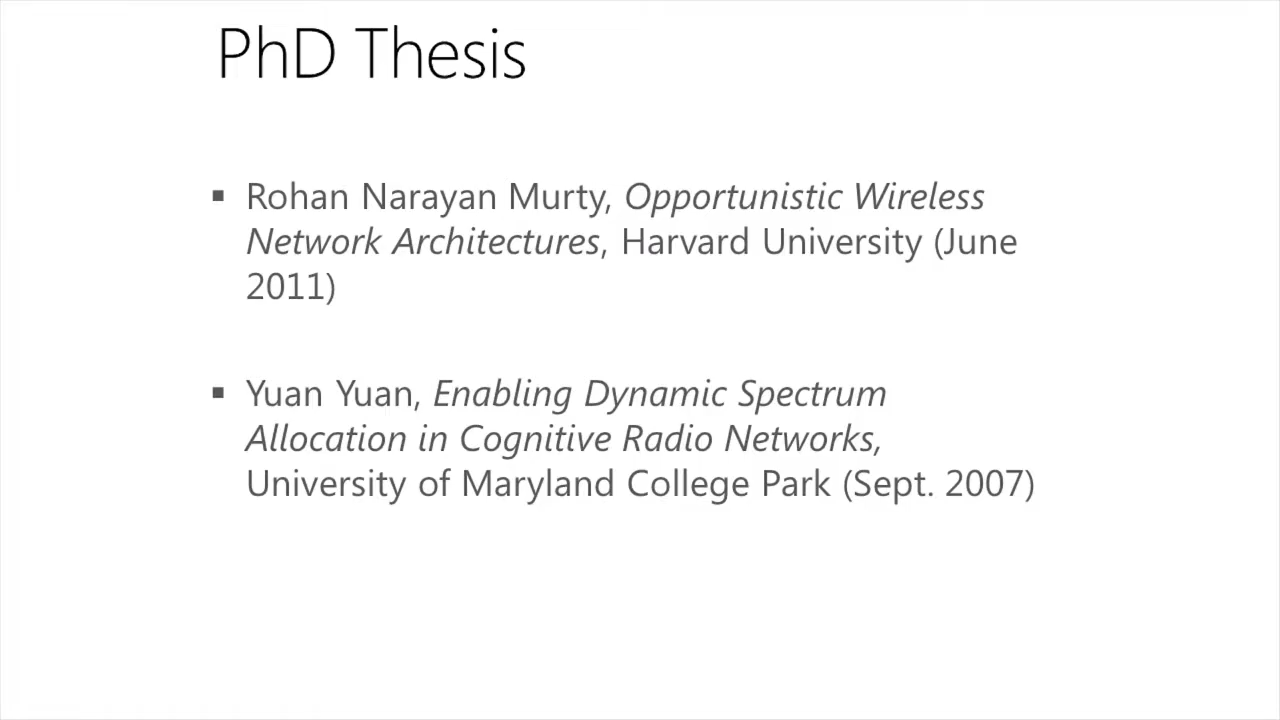 PhD Thesis
▪ Rohan Narayan Murty, Opportunistic Wireless
Network Architectures, Harvard University (June
2011)
▪ Yuan Yuan, Enabling Dynamic Spectrum
Allocation in Cognitive Radio Networks,
University of Maryland College Park (Sept. 2007)